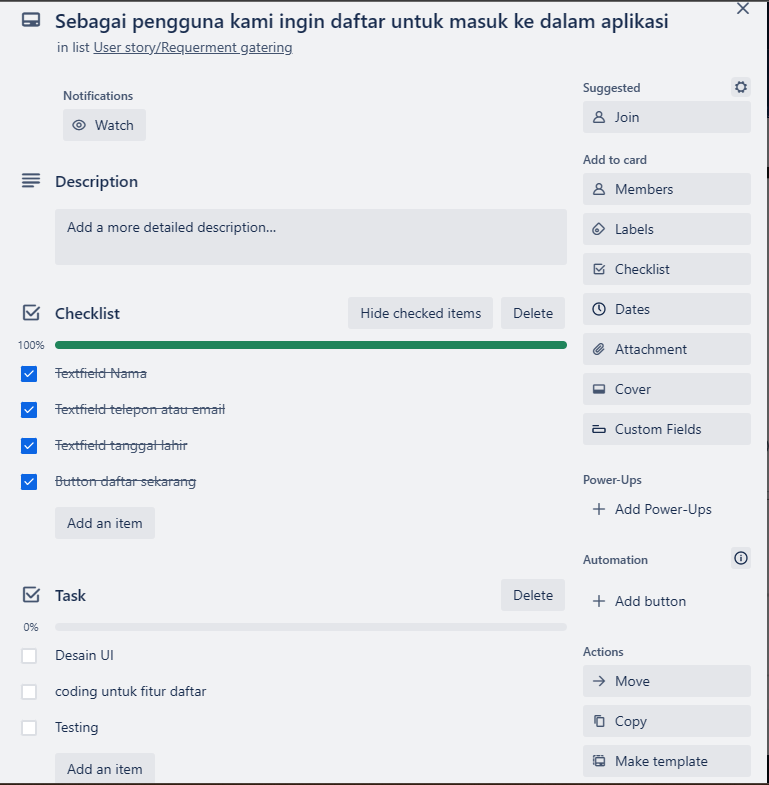 Sebagai pengguna kami ingin daftar untuk masuk ke dalam aplikasi
in list User story/Requerment gatering
Notifications
Watch
Description
Add a more detailed description...
Checklist
Hide checked items
Delete
100%
Textfield Nama
Textfield telepon atau email
Textfield tanggal lahir
Button daftar sekarang
Add an item
Task
Delete
0%
Desain UI
coding untuk fitur daftar
Testing
Add an item
Suggested
Join
Add to card
Members
Labels
Checklist
Dates
Attachment
Cover
Custom Fields
Power-Ups
Add Power-Ups
Automation
Add button
Actions
Move
Copy
Make template